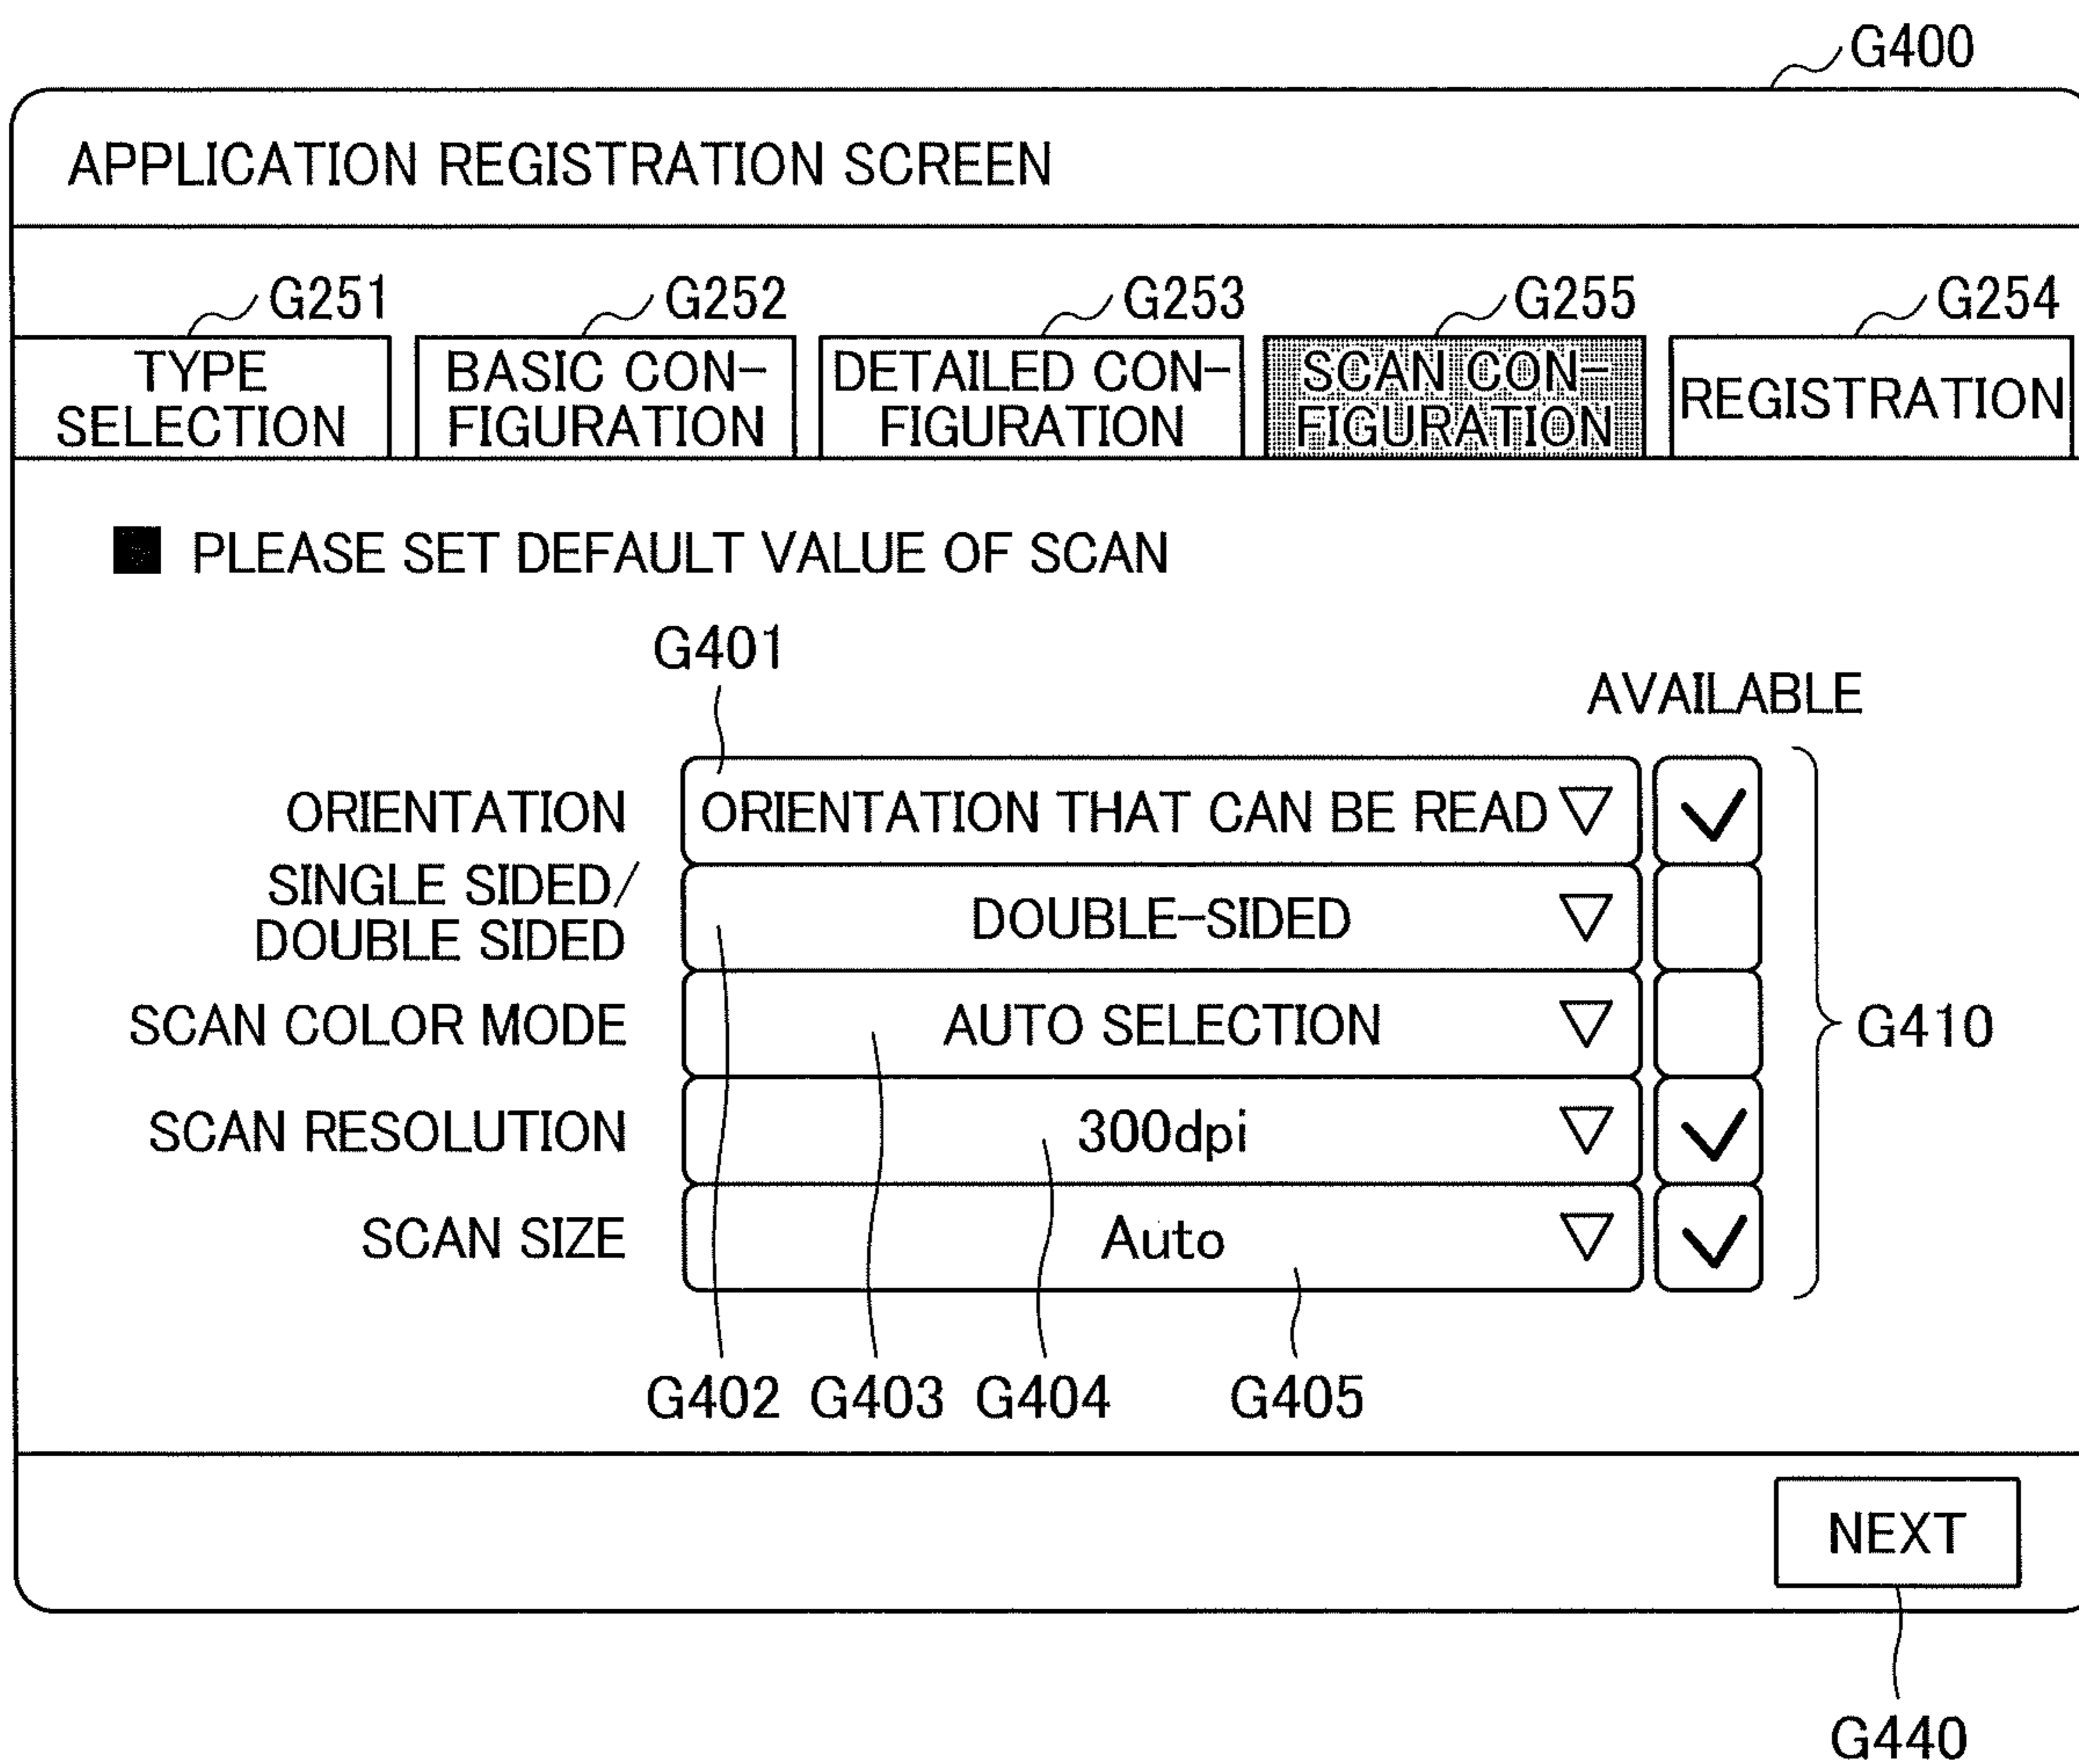 G400
APPLICATION REGISTRATION SCREEN
G251
G252
G253
G255
G254
TYPE
SELECTION
BASIC CON-
FIGURATION
DETAILED CON-
FIGURATION
SCAN CON-
FIGURATION
REGISTRATION
PLEASE SET DEFAULT VALUE OF SCAN
G401
AVAILABLE
ORIENTATION
ORIENTATION THAT CAN BE READ
SINGLE SIDED/
DOUBLE SIDED
DOUBLE-SIDED
SCAN COLOR MODE
AUTO SELECTION
G410
SCAN RESOLUTION
300dpi
SCAN SIZE
Auto
G402
G403
G404
G405
NEXT
G440